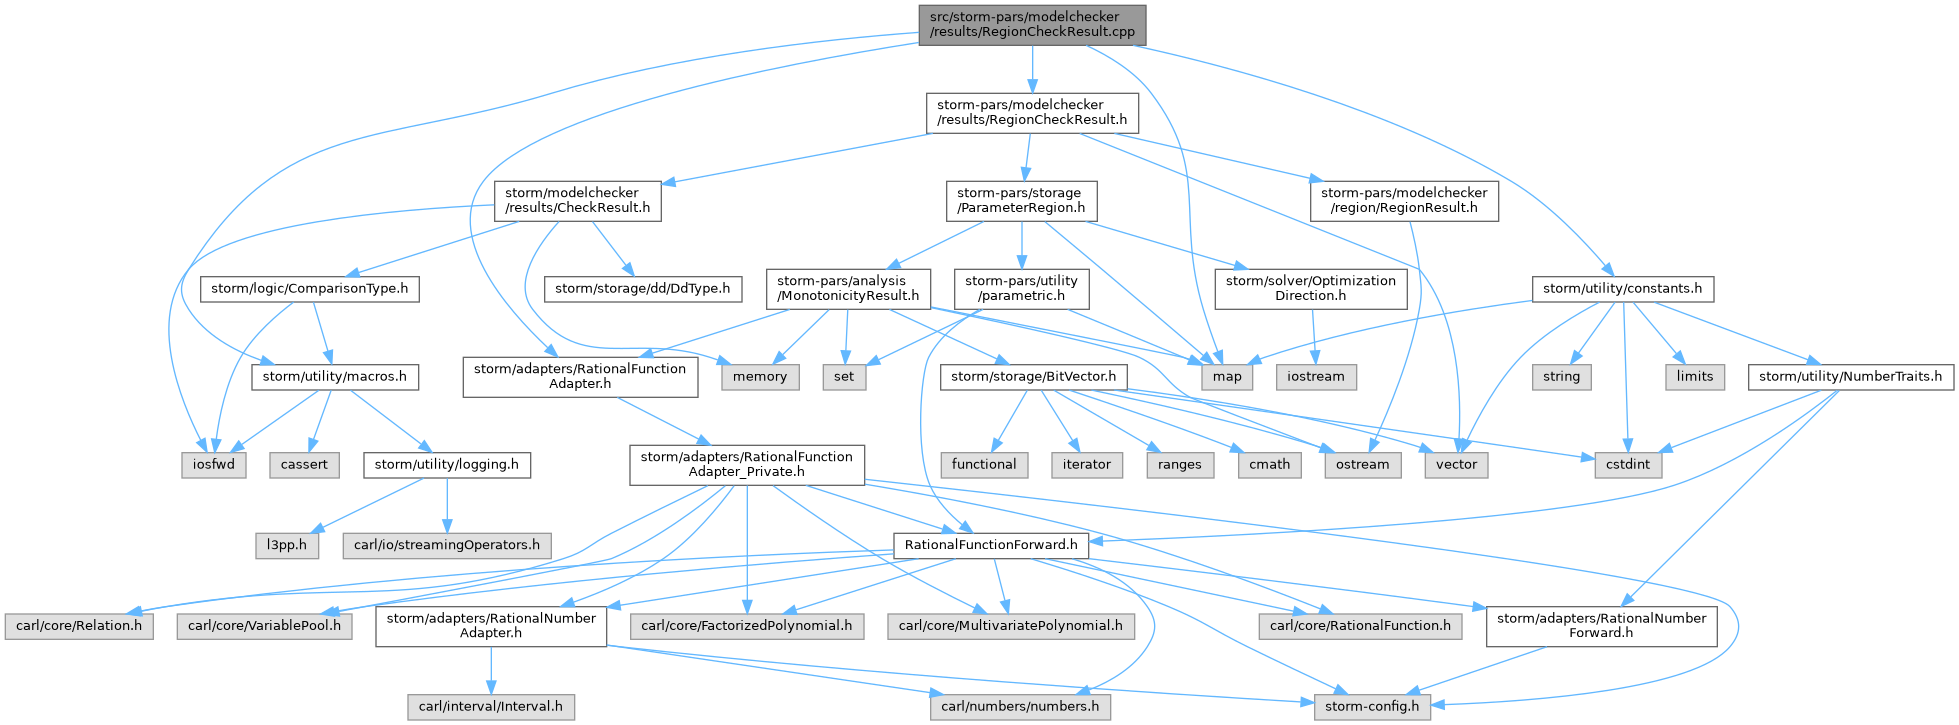 src/storm-pars/modelchecker
/results/RegionCheckResult.cpp
storm-pars/modelchecker
/results/RegionCheckResult.h
storm/modelchecker
/results/CheckResult.h
storm-pars/storage
/ParameterRegion.h
storm-pars/modelchecker
/region/RegionResult.h
storm/logic/ComparisonType.h
storm/storage/dd/DdType.h
storm-pars/analysis
/MonotonicityResult.h
storm-pars/utility
/parametric.h
storm/solver/Optimization
Direction.h
storm/utility/constants.h
storm/utility/macros.h
storm/adapters/RationalFunction
Adapter.h
memory
set
storm/storage/BitVector.h
map
iostream
string
limits
storm/utility/NumberTraits.h
iosfwd
cassert
storm/utility/logging.h
storm/adapters/RationalFunction
Adapter_Private.h
functional
iterator
ranges
cmath
ostream
vector
cstdint
l3pp.h
carl/io/streamingOperators.h
RationalFunctionForward.h
carl/core/Relation.h
carl/core/VariablePool.h
storm/adapters/RationalNumber
Adapter.h
carl/core/FactorizedPolynomial.h
carl/core/MultivariatePolynomial.h
carl/core/RationalFunction.h
storm/adapters/RationalNumber
Forward.h
carl/interval/Interval.h
carl/numbers/numbers.h
storm-config.h